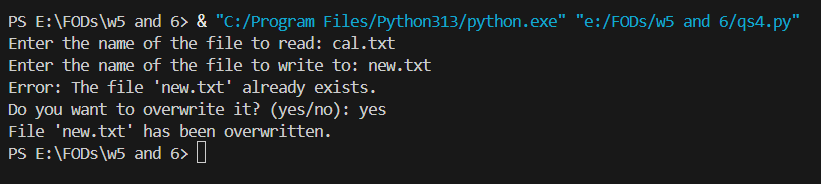 PS E:\FODs\w5 and 6> & "C:/Program Files/Python313/python.exe" "e:/FODs/w5 and 6/qs4.py"
Enter the name of the file to read: cal.txt
Enter the name of the file to write to: new.txt
Error: The file 'new.txt' already exists.
Do you want to overwrite it? (yes/no): yes
File 'new.txt' has been overwritten.
PS E:\FODs\w5 and 6>